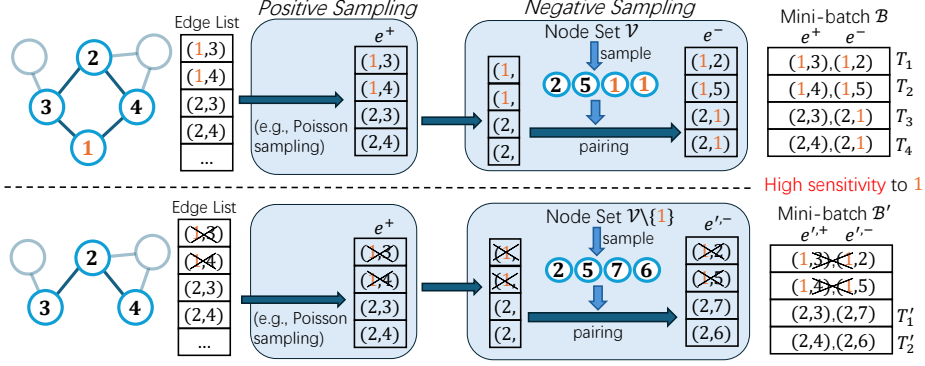 Positive Sampling
Negative Sampling
Mini-batch ℬ
Edge List
e⁺
Node Set 𝒱
e⁻
e⁺ e⁻
sample
2
3
4
1
(1,3)
(1,4)
(2,3)
(2,4)
...
(e.g., Poisson
sampling)
(1,3)
(1,4)
(2,3)
(2,4)
(1,
(1,
(2,
(2,
2 5 1 1
pairing
(1,2)
(1,5)
(2,1)
(2,1)
(1,3),(1,2) T₁
(1,4),(1,5) T₂
(2,3),(2,1) T₃
(2,4),(2,1) T₄
High sensitivity to 1
Edge List
e⁺
Node Set 𝒱\{1}
e′,⁻
Mini-batch ℬ′
e′,⁺ e′,⁻
sample
2
3
4
(1,3)
(1,4)
(2,3)
(2,4)
...
(e.g., Poisson
sampling)
(1,3)
(1,4)
(2,3)
(2,4)
(1,
(1,
(2,
(2,
2 5 7 6
pairing
(1,2)
(1,5)
(2,7)
(2,6)
(1,3),(1,2)
(1,4),(1,5)
(2,3),(2,7) T′₁
(2,4),(2,6) T′₂